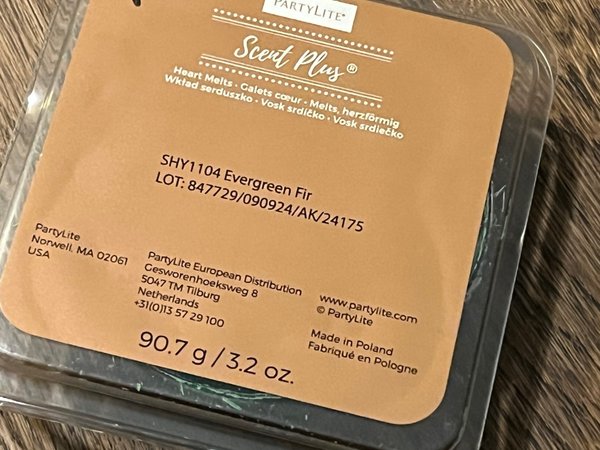 PARTYLITE®
Scent Plus®
Heart Melts • Galets cœur • Melts, herzförmig
Wkład serduszko • Vosk srdíčko • Vosk srdiečko
SHY1104 Evergreen Fir
LOT: 847729/090924/AK/24175
PartyLite
Norwell, MA 02061
USA
PartyLite European Distribution
Gesworenhoeksweg 8
5047 TM Tilburg
Netherlands
+31(0)13 57 29 100
www.partylite.com
© PartyLite
Made in Poland
Fabriqué en Pologne
90.7 g / 3.2 oz.